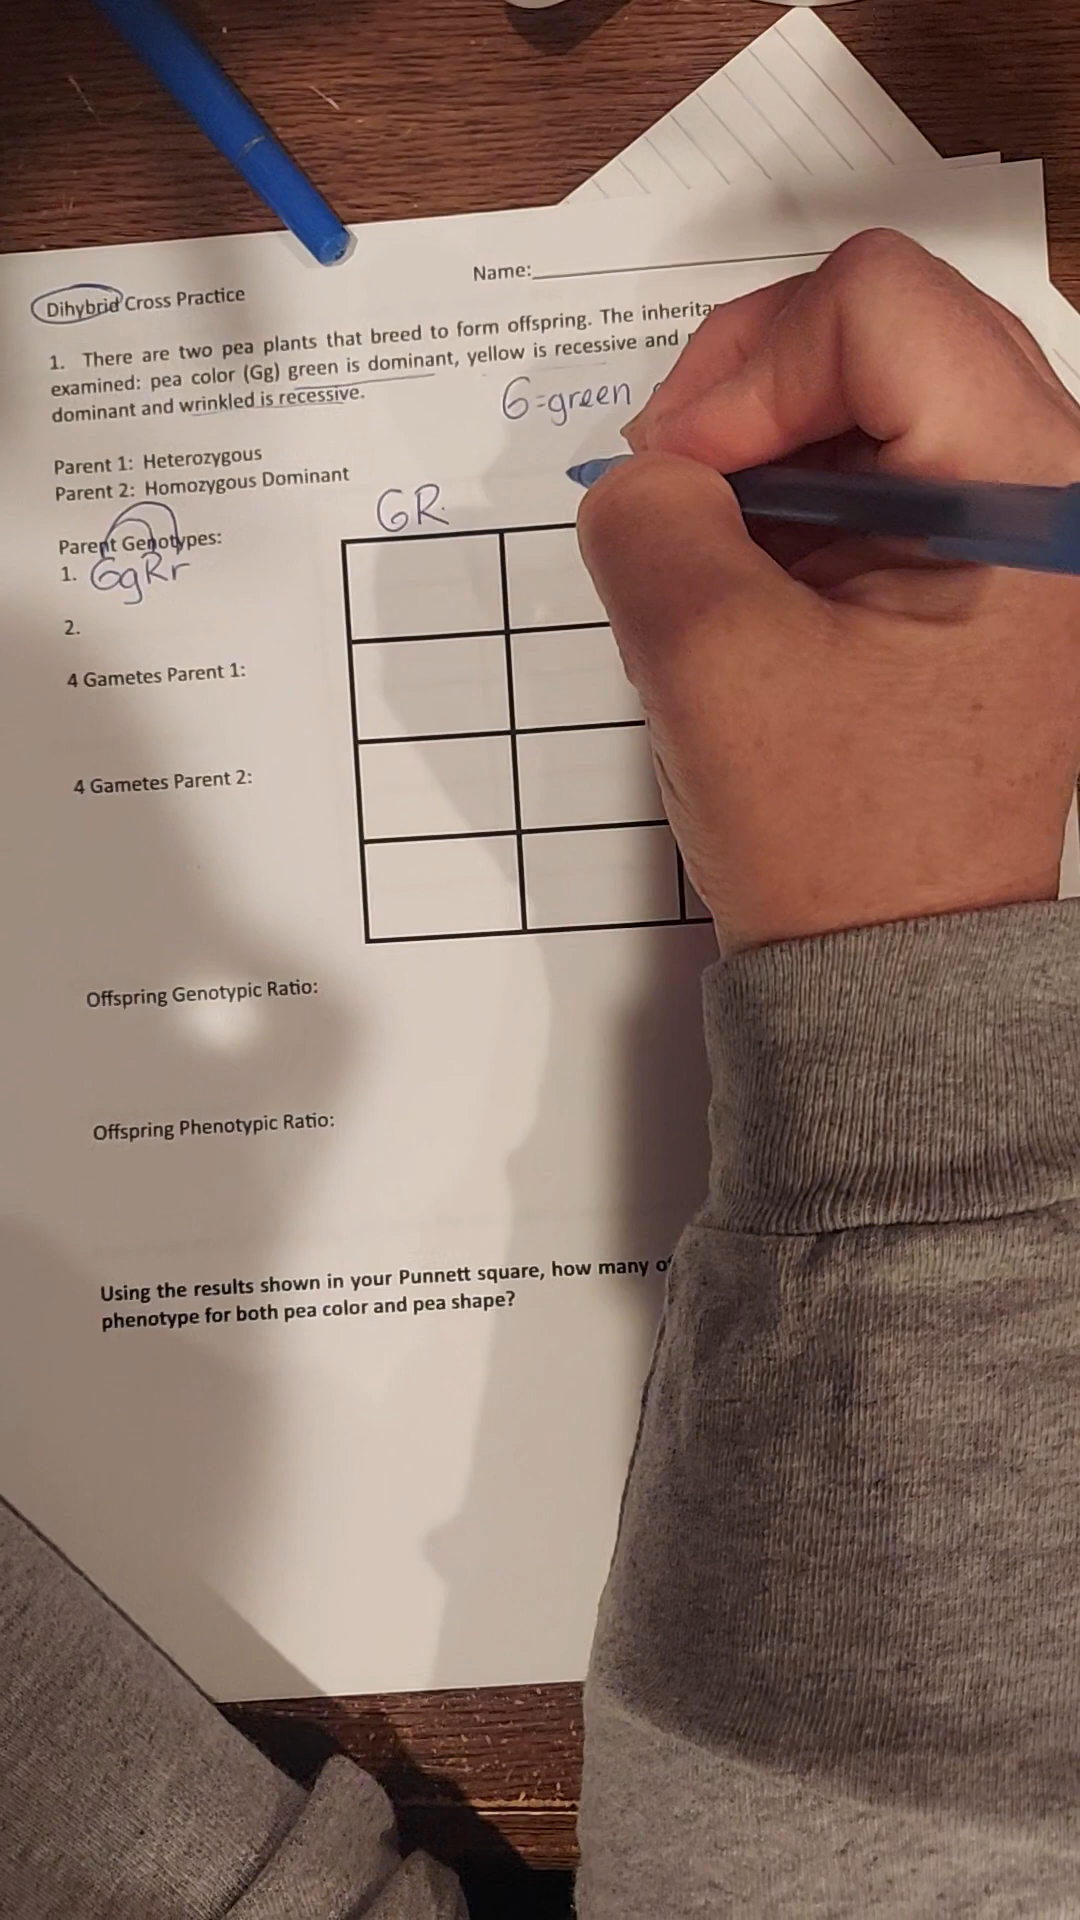 Name:
Dihybrid Cross Practice
1. There are two pea plants that breed to form offspring. The
examined: pea color (Gg) green is dominant, yellow is recessive and
dominant and wrinkled is recessive.
G=green
Parent 1: Heterozygous
Parent 2: Homozygous Dominant
GR
Parent Genotypes:
1. GgRr
2.
4 Gametes Parent 1:
4 Gametes Parent 2:
Offspring Genotypic Ratio:
Offspring Phenotypic Ratio:
Using the results shown in your Punnett square, how many
phenotype for both pea color and pea shape?